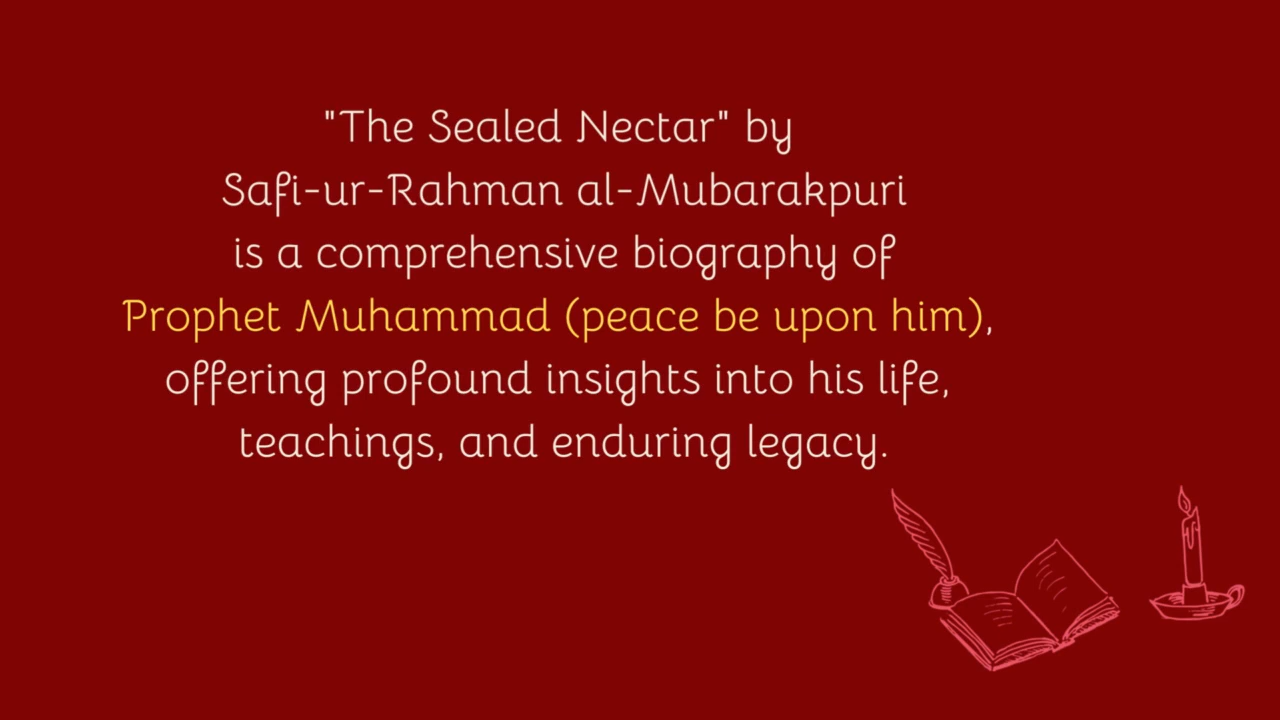 "The Sealed Nectar" by
Safi-ur-Rahman al-Mubarakpuri
is a comprehensive biography of
Prophet Muhammad (peace be upon him),
offering profound insights into his life,
teachings, and enduring legacy.